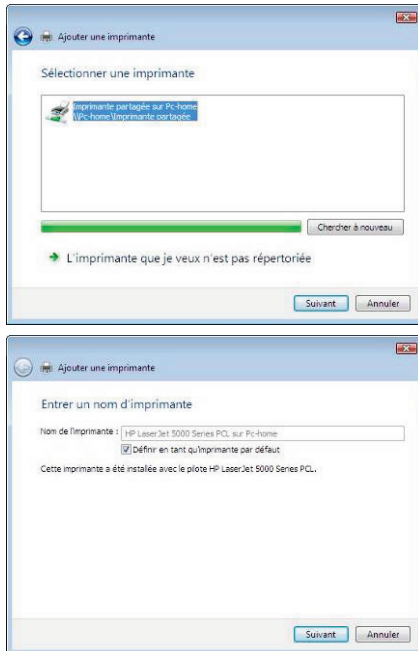 Ajouter une imprimante
Sélectionner une imprimante
Imprimante partagée sur Pc-home
\\Pc-home\Imprimante partagée
Chercher à nouveau
L'imprimante que je veux n'est pas répertoriée
Suivant Annuler
Ajouter une imprimante
Entrer un nom d'imprimante
Nom de l'imprimante : HP LaserJet 5000 Series PCL sur Pc-home
Définir en tant qu'imprimante par défaut
Cette imprimante a été installée avec le pilote HP LaserJet 5000 Series PCL.
Suivant Annuler